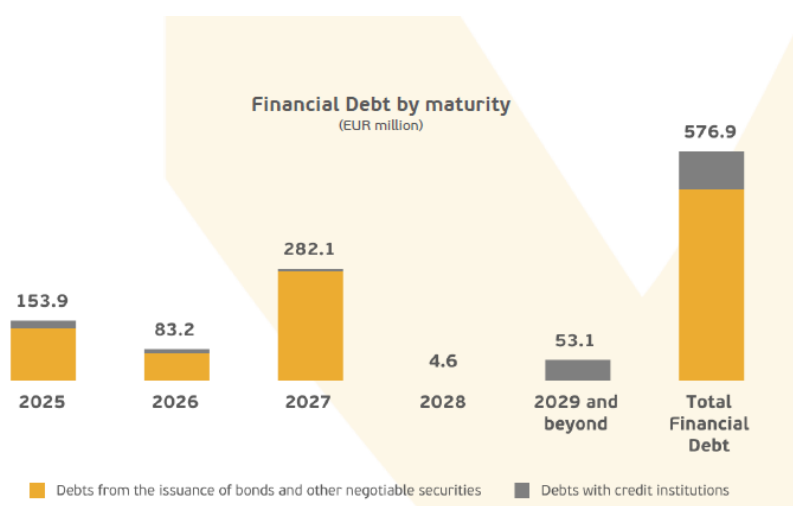 Financial Debt by maturity
(EUR million)
576.9
282.1
153.9
83.2
4.6
53.1
2025
2026
2027
2028
2029 and
beyond
Total
Financial
Debt
Debts from the issuance of bonds and other negotiable securities
Debts with credit institutions